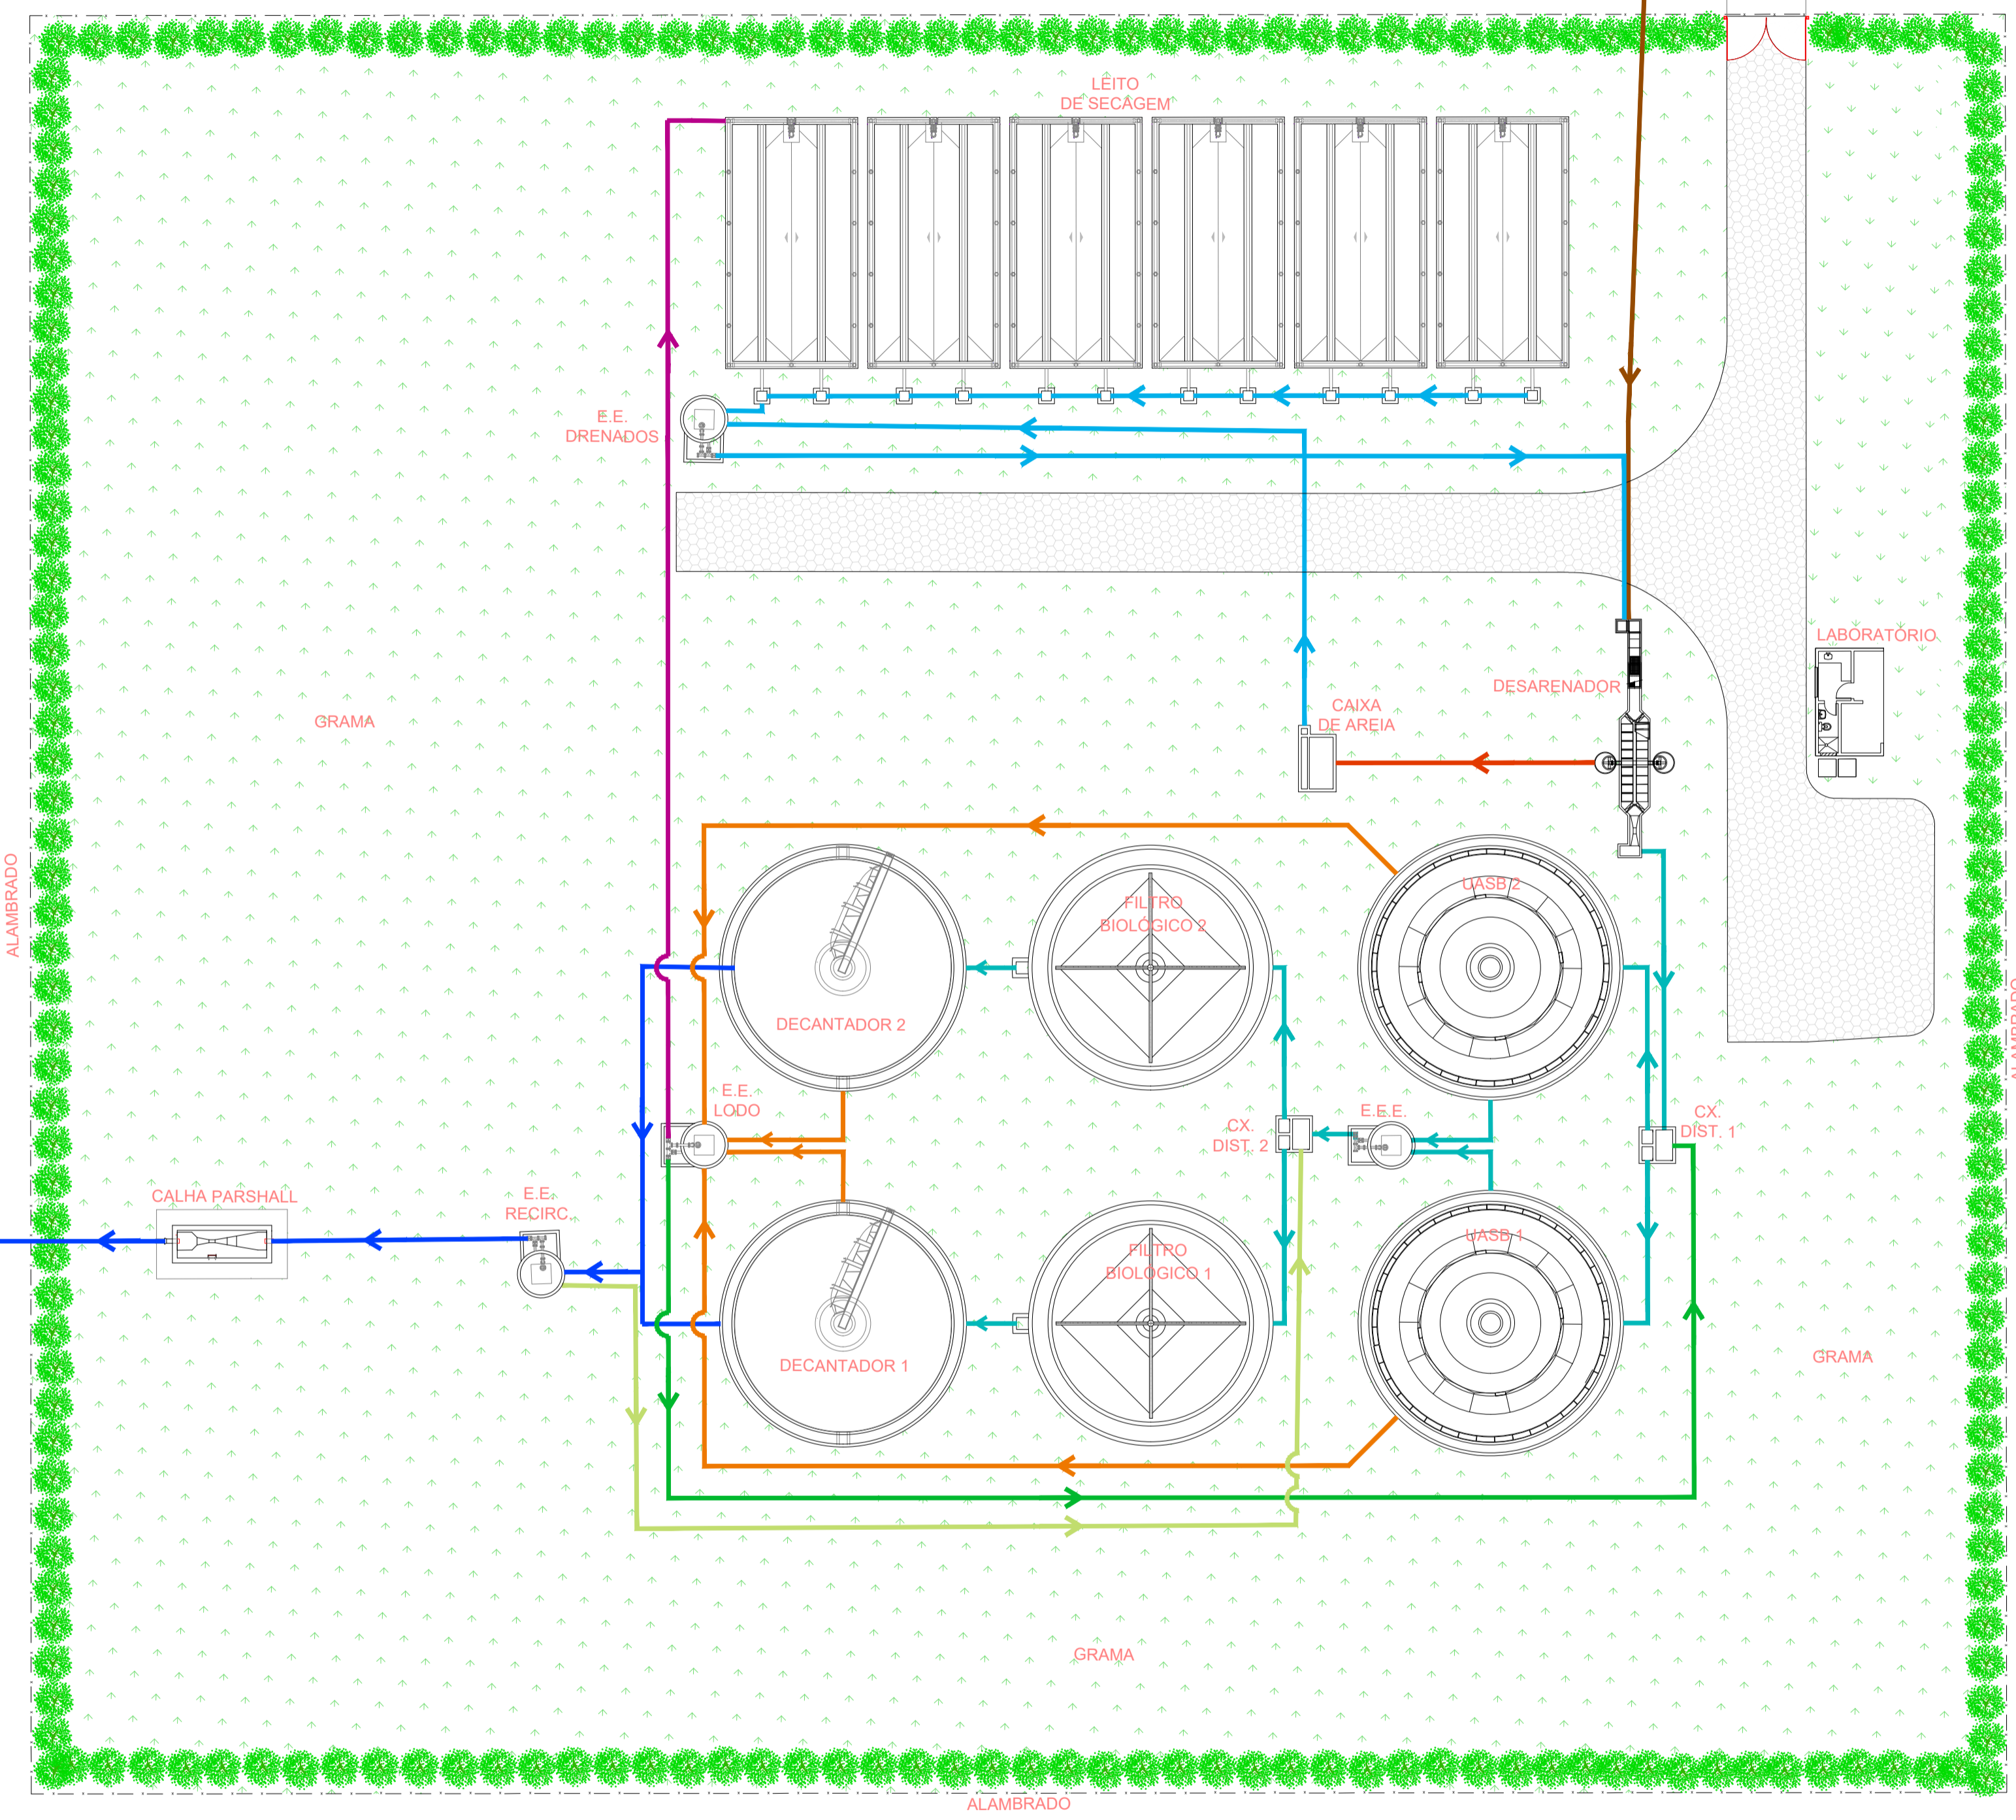 LEITO
DE SECAGEM
E.E.
DRENADOS
LABORATÓRIO
DESARENADOR
CAIXA
DE AREIA
GRAMA
ALAMBRADO
UASB 2
FILTRO
BIOLÓGICO 2
DECANTADOR 2
ALAMBRADO
E.E.
LODO
CX.
DIST. 2
E.E.E.
CX.
DIST. 1
CALHA PARSHALL
E.E.
RECIRC.
UASB 1
FILTRO
BIOLÓGICO 1
DECANTADOR 1
GRAMA
GRAMA
ALAMBRADO